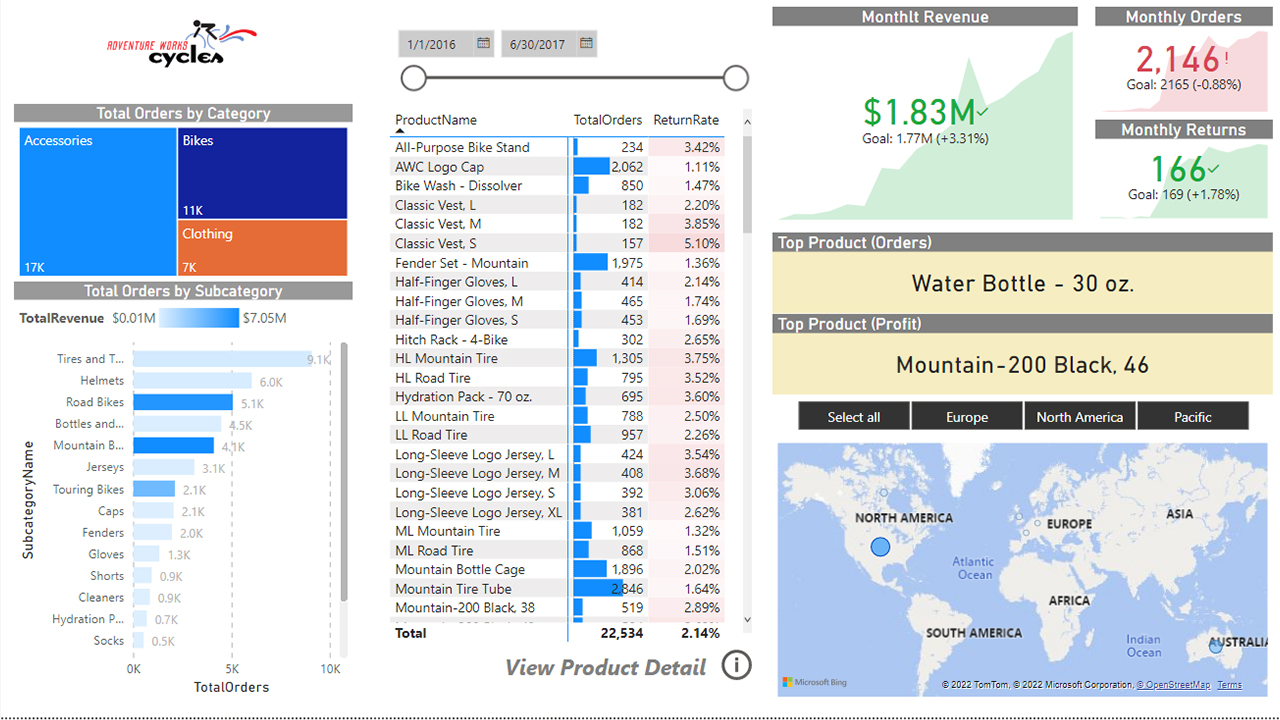 ADVENTURE WORKS
cycles
Total Orders by Category
Accessories
17K
Bikes
11K
Clothing
7K
Total Orders by Subcategory
TotalRevenue $0.01M $7.05M
SubcategoryName
Tires and T... 9.1K
Helmets 6.0K
Road Bikes 5.1K
Bottles and... 4.5K
Mountain B... 4.1K
Jerseys 3.1K
Touring Bikes 2.1K
Caps 2.1K
Fenders 2.0K
Gloves 1.3K
Shorts 0.9K
Cleaners 0.9K
Hydration P... 0.7K
Socks 0.5K
0K 5K 10K
TotalOrders
1/1/2016 6/30/2017
ProductName TotalOrders ReturnRate
All-Purpose Bike Stand 234 3.42%
AWC Logo Cap 2,062 1.11%
Bike Wash - Dissolver 850 1.47%
Classic Vest, L 182 2.20%
Classic Vest, M 182 3.85%
Classic Vest, S 157 5.10%
Fender Set - Mountain 1,975 1.36%
Half-Finger Gloves, L 414 2.14%
Half-Finger Gloves, M 465 1.74%
Half-Finger Gloves, S 453 1.69%
Hitch Rack - 4-Bike 302 2.65%
HL Mountain Tire 1,305 3.75%
HL Road Tire 795 3.52%
Hydration Pack - 70 oz. 695 3.60%
LL Mountain Tire 788 2.50%
LL Road Tire 957 2.26%
Long-Sleeve Logo Jersey, L 424 3.54%
Long-Sleeve Logo Jersey, M 408 3.68%
Long-Sleeve Logo Jersey, S 392 3.06%
Long-Sleeve Logo Jersey, XL 381 2.62%
ML Mountain Tire 1,059 1.32%
ML Road Tire 868 1.51%
Mountain Bottle Cage 1,896 2.02%
Mountain Tire Tube 2,846 1.64%
Mountain-200 Black, 38 519 2.89%
Total 22,534 2.14%
View Product Detail
Monthlt Revenue
$1.83M
Goal: 1.77M (+3.31%)
Monthly Orders
2,146!
Goal: 2165 (-0.88%)
Monthly Returns
166
Goal: 169 (+1.78%)
Top Product (Orders)
Water Bottle - 30 oz.
Top Product (Profit)
Mountain-200 Black, 46
Select all Europe North America Pacific
NORTH AMERICA
EUROPE
ASIA
Atlantic
Ocean
AFRICA
SOUTH AMERICA
Indian
Ocean
AUSTRALIA
Microsoft Bing
© 2022 TomTom, © 2022 Microsoft Corporation, © OpenStreetMap Terms